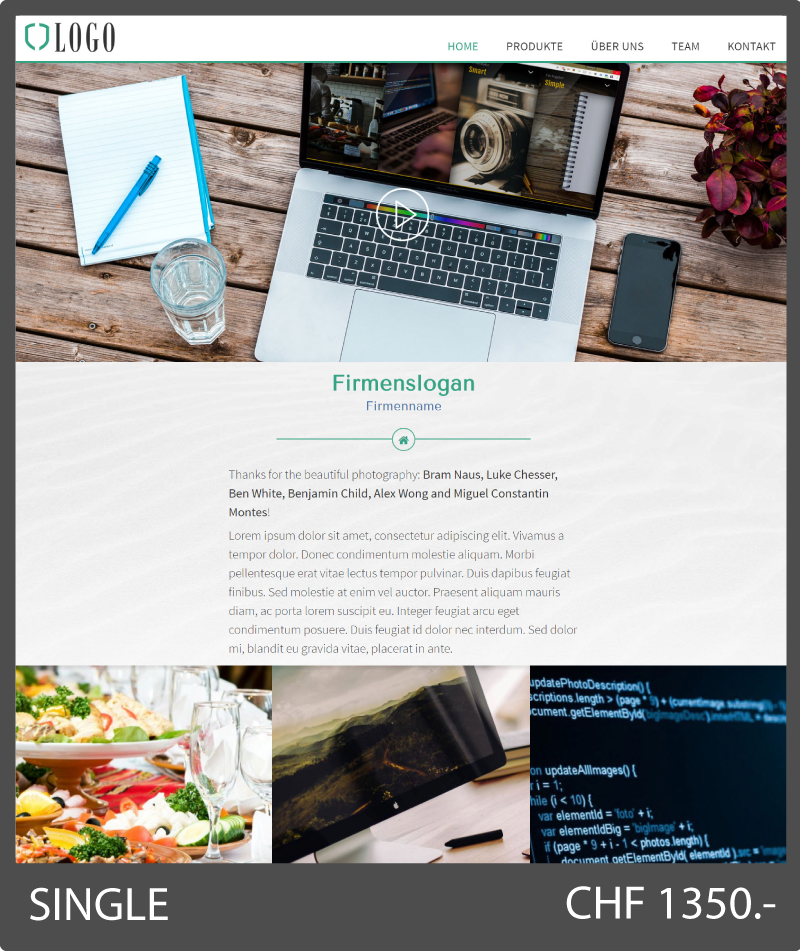 LOGO
HOME PRODUKTE ÜBER UNS TEAM KONTAKT
Smart
Simple
Firmenslogan
Firmenname
Thanks for the beautiful photography: Bram Naus, Luke Chesser,
Ben White, Benjamin Child, Alex Wong and Miguel Constantin
Montes!
Lorem ipsum dolor sit amet, consectetur adipiscing elit. Vivamus a
tempor dolor. Donec condimentum molestie aliquam. Morbi
pellentesque erat vitae lectus tempor pulvinar. Duis dapibus feugiat
finibus. Sed molestie at enim vel auctor. Praesent aliquam mauris
diam, ac porta lorem suscipit eu. Integer feugiat arcu eget
condimentum posuere. Duis feugiat id dolor nec interdum. Sed dolor
mi, blandit eu gravida vitae, placerat in ante.
updatePhotoDescription() {
scriptions.length > (page * 9) + (currentImage.substring(
cument.getElementById('bigImageDesc').innerHTML =
on updateAllImages() {
r i = 1;
hile (i < 10) {
var elementId = 'foto' + i;
var elementIdBig = 'bigImage' + i;
if (page * 9 + i - 1 < photos.length) {
document.getElementById( elementId ).src =
SINGLE
CHF 1350.-